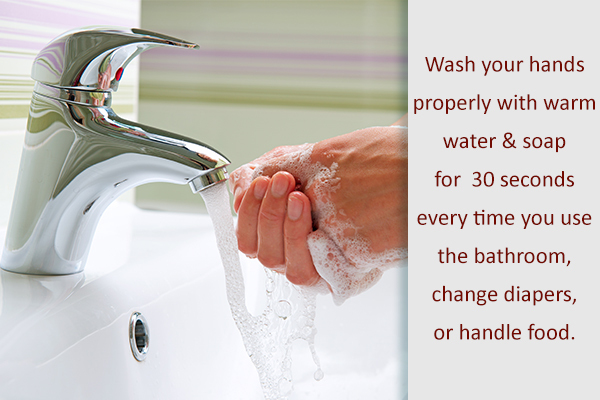 Wash your hands
properly with warm
water & soap
for 30 seconds
every time you use
the bathroom,
change diapers,
or handle food.